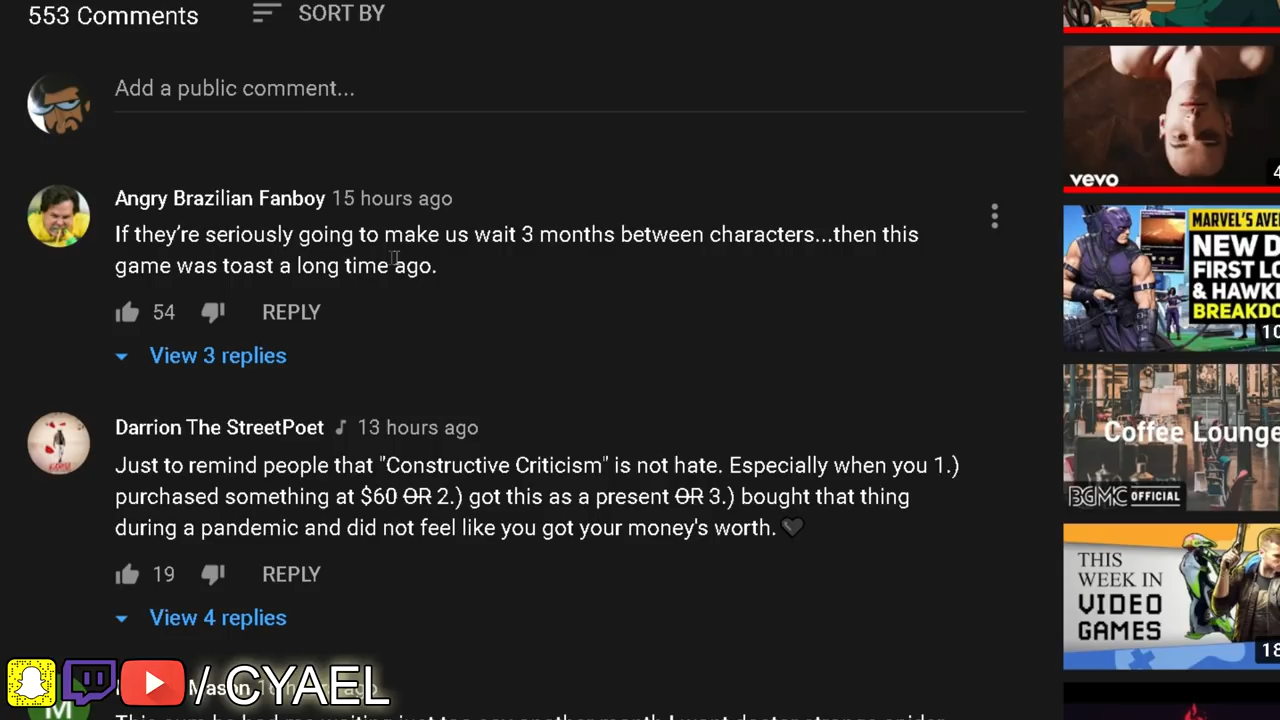 553 Comments
SORT BY
Add a public comment...
Angry Brazilian Fanboy 15 hours ago
If they’re seriously going to make us wait 3 months between characters...then this
game was toast a long time ago.
54 REPLY
View 3 replies
Darrion The StreetPoet 13 hours ago
Just to remind people that "Constructive Criticism" is not hate. Especially when you 1.)
purchased something at $60 OR 2.) got this as a present OR 3.) bought that thing
during a pandemic and did not feel like you got your money's worth.
19 REPLY
View 4 replies
Mason
M
/ CYAEL
vevo
MARVEL'S AVE
NEW D
FIRST LO
& HAWK
BREAKDO
10
Coffee Lounge
BGMC OFFICIAL
THIS
WEEK IN
VIDEO
GAMES
18